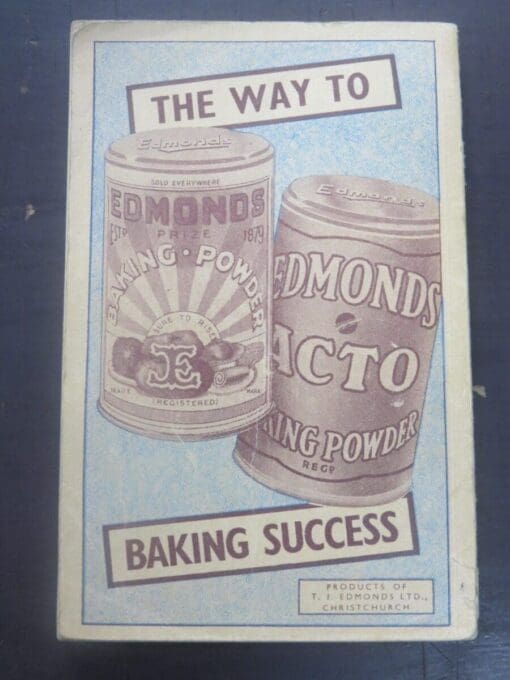 THE WAY TO
Edmonds
SOLD EVERYWHERE
EDMONDS
ESTD PRIZE 1879
BAKING · POWDER
SURE TO RISE
E
TRADE MARK
(REGISTERED)
Edmonds
EDMONDS
ACTO
KING POWDER
REGD
BAKING SUCCESS
PRODUCTS OF
T. J. EDMONDS LTD.,
CHRISTCHURCH